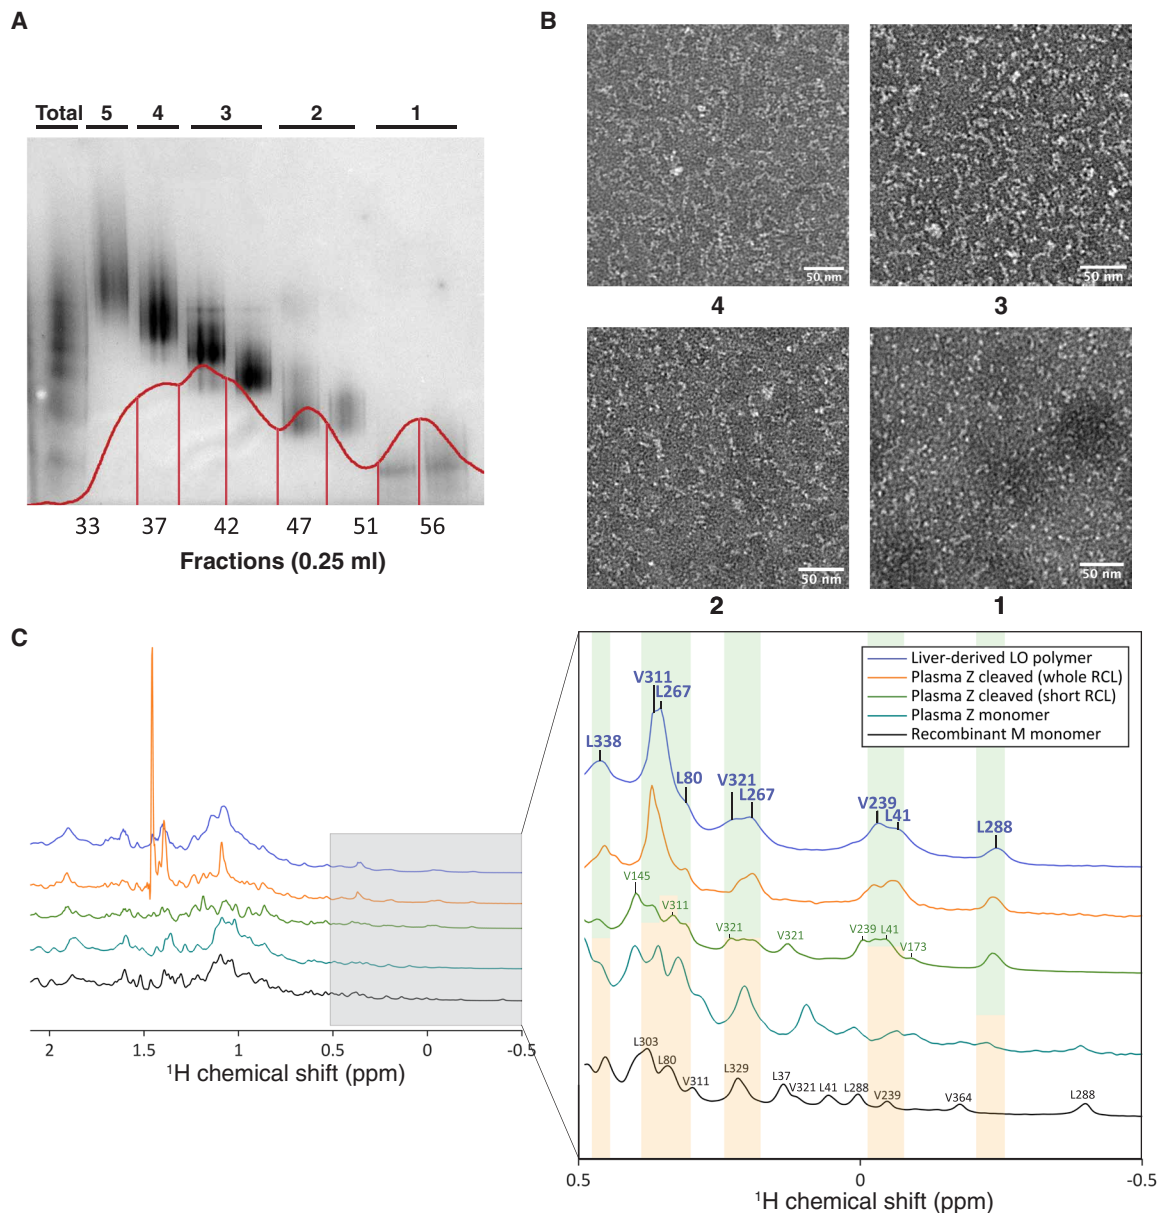 A
B
Total 5 4 3 2 1
50 nm
50 nm
4
3
50 nm
50 nm
2
1
33 37 42 47 51 56
Fractions (0.25 ml)
C
Liver-derived LO polymer
Plasma Z cleaved (whole RCL)
Plasma Z cleaved (short RCL)
Plasma Z monomer
Recombinant M monomer
V311
L267
L338
L80
V321
L267
V239
L41
L288
V145
V311
V321
V321
V239
L41
V173
L303
L80
V311
L329
L37
V321
L41
L288
V239
V364
L288
2 1.5 1 0.5 0 -0.5
¹H chemical shift (ppm)
0.5 0 -0.5
¹H chemical shift (ppm)